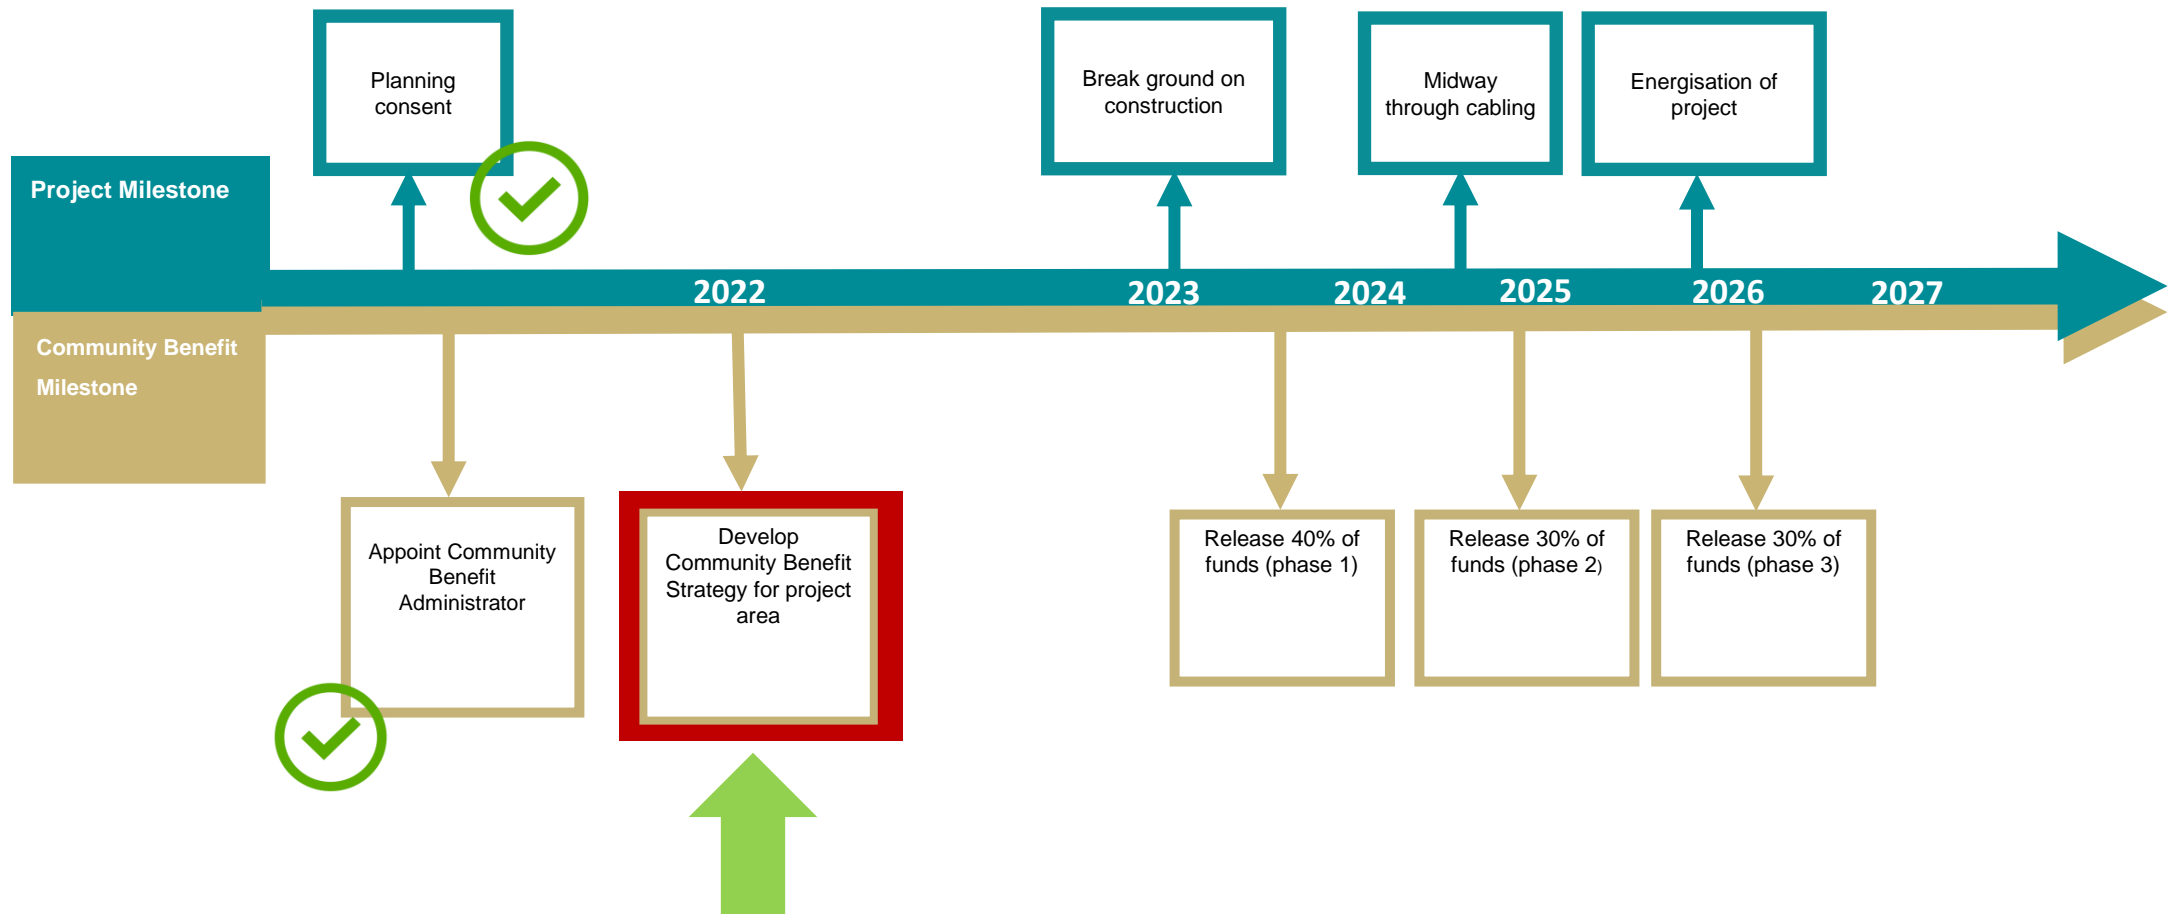 Planning
consent
Break ground on
construction
Midway
through cabling
Energisation of
project
Project Milestone
2022
2023
2024
2025
2026
2027
Community Benefit
Milestone
Appoint Community
Benefit
Administrator
Develop
Community Benefit
Strategy for project
area
Release 40% of
funds (phase 1)
Release 30% of
funds (phase 2)
Release 30% of
funds (phase 3)